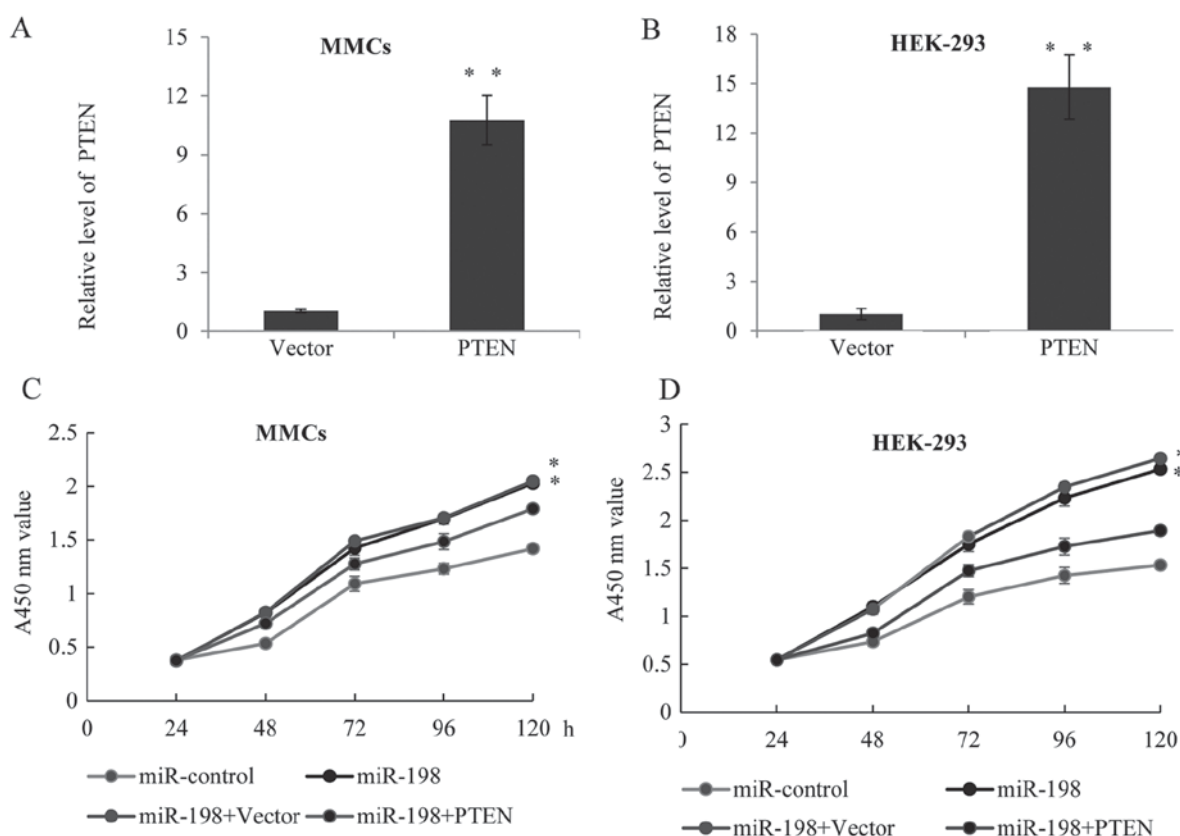 A
MMCs
Relative level of PTEN
15
12
9
6
3
0
* *
Vector
PTEN
B
HEK-293
Relative level of PTEN
18
15
12
9
6
3
0
* *
Vector
PTEN
C
MMCs
A450 nm value
2.5
2
1.5
1
0.5
0
*
*
0 24 48 72 96 120 h
miR-control miR-198
miR-198+Vector miR-198+PTEN
D
HEK-293
A450 nm value
3
2.5
2
1.5
1
0.5
0
*
*
0 24 48 72 96 120
miR-control miR-198
miR-198+Vector miR-198+PTEN